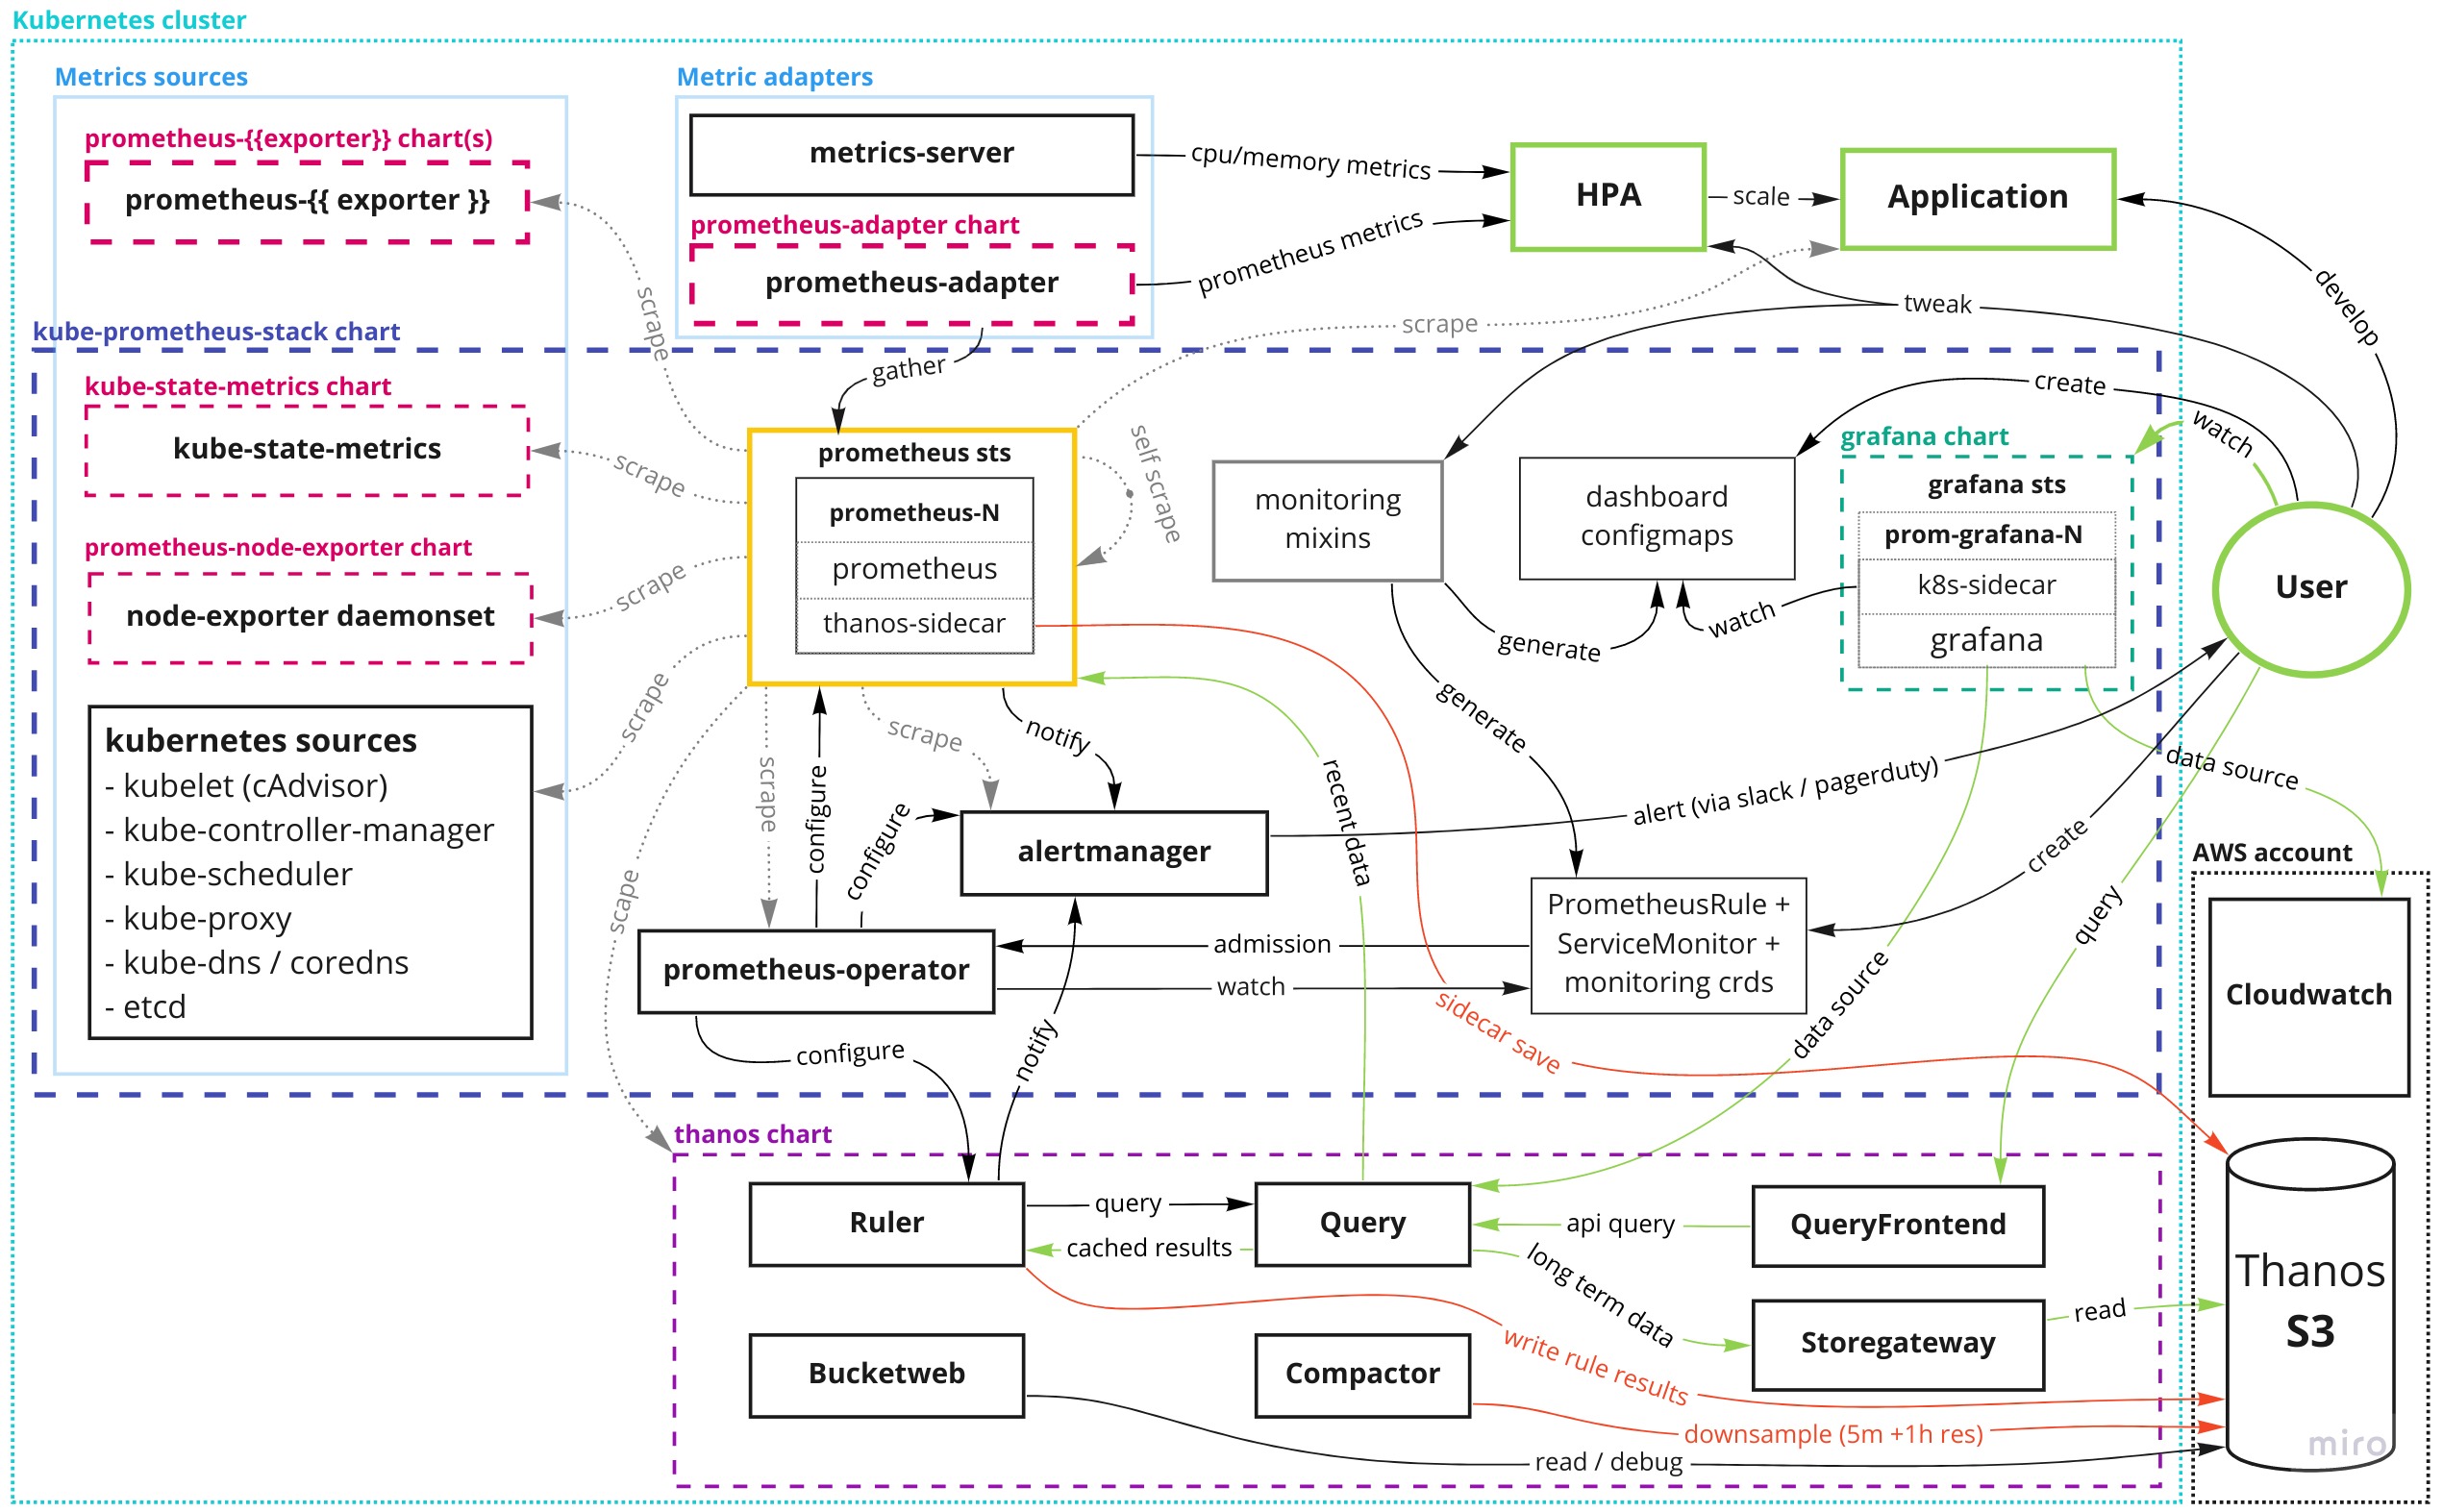 Kubernetes cluster
Metrics sources
Metric adapters
prometheus-{{exporter}} chart(s)
prometheus-{{ exporter }}
metrics-server
cpu/memory metrics
HPA
scale
Application
prometheus-adapter chart
prometheus-adapter
prometheus metrics
develop
scrape
scrape
tweak
kube-prometheus-stack chart
gather
create
watch
kube-state-metrics chart
kube-state-metrics
scrape
prometheus sts
prometheus-N
prometheus
thanos-sidecar
self scrape
monitoring
mixins
dashboard
configmaps
grafana chart
grafana sts
prom-grafana-N
k8s-sidecar
grafana
User
prometheus-node-exporter chart
node-exporter daemonset
scrape
generate
watch
scrape
kubernetes sources
- kubelet (cAdvisor)
- kube-controller-manager
- kube-scheduler
- kube-proxy
- kube-dns / coredns
- etcd
scrape
scrape
notify
generate
configure
configure
recent data
alert (via slack / pagerduty)
data source
alertmanager
create
AWS account
scape
query
PrometheusRule +
ServiceMonitor +
monitoring crds
admission
prometheus-operator
watch
Cloudwatch
data source
sidecar save
configure
notify
thanos chart
Ruler
query
cached results
Query
api query
QueryFrontend
long term data
Thanos
S3
read
Storegateway
write rule results
Bucketweb
Compactor
downsample (5m +1h res)
read / debug
miro